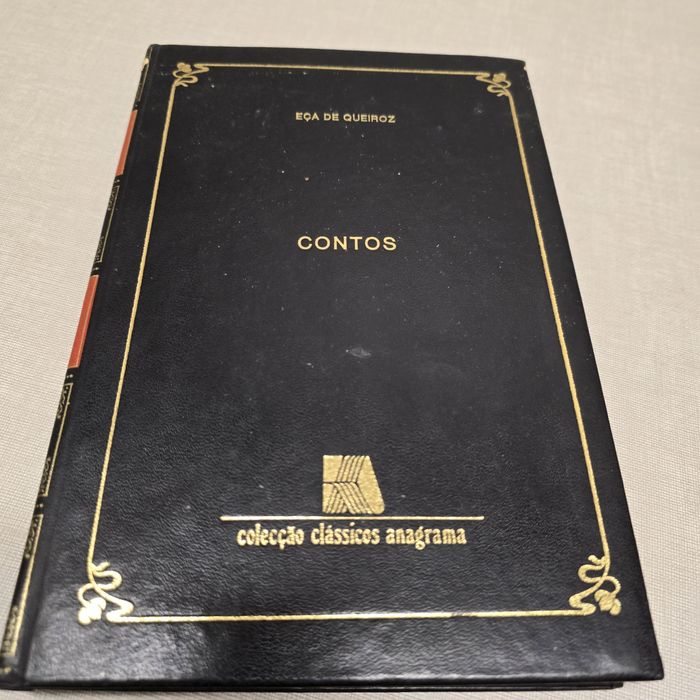 EÇA DE QUEIROZ
CONTOS
colecção clássicos anagrama